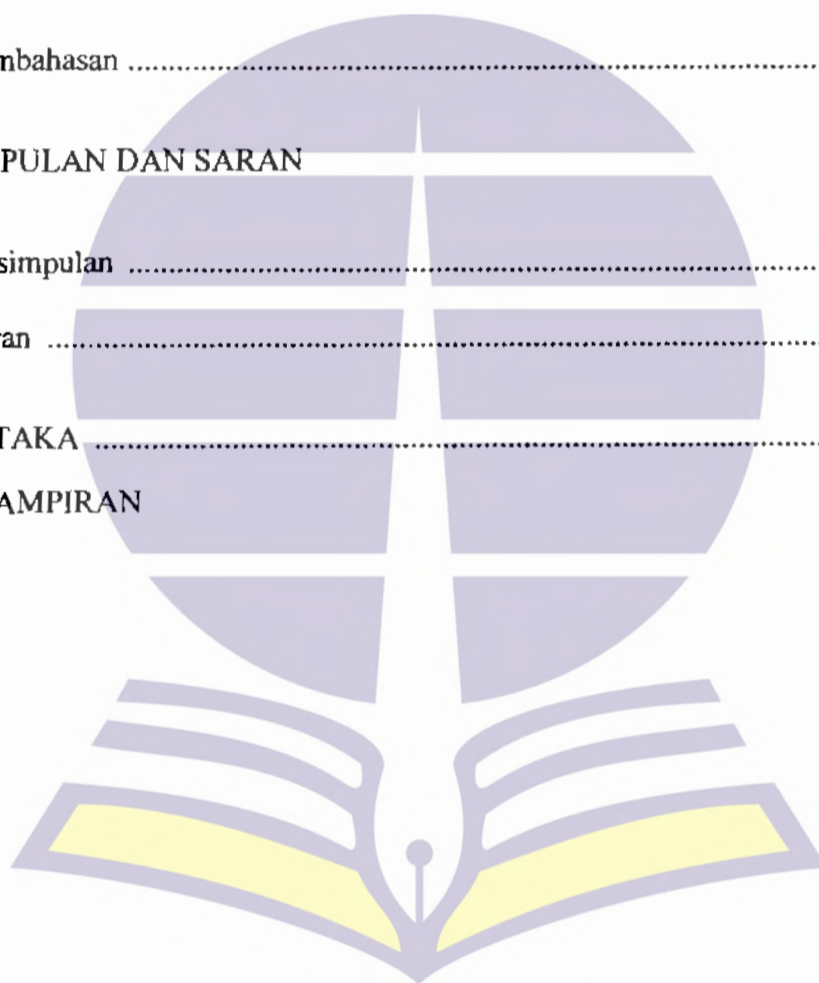 mbahasan ........................................................................
PULAN DAN SARAN
simpulan ........................................................................
an ........................................................................
TAKA ........................................................................
AMPIRAN